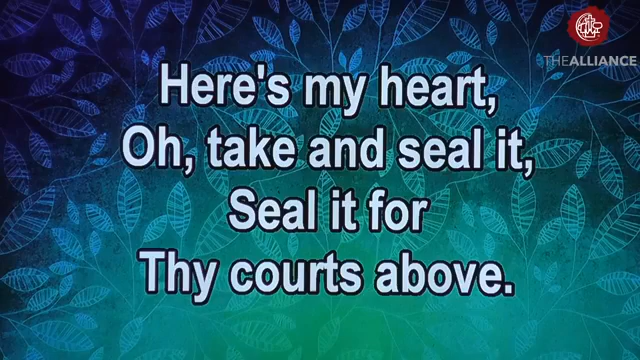 THEALLIANCE
Here's my heart,
Oh, take and seal it,
Seal it for
Thy courts above.